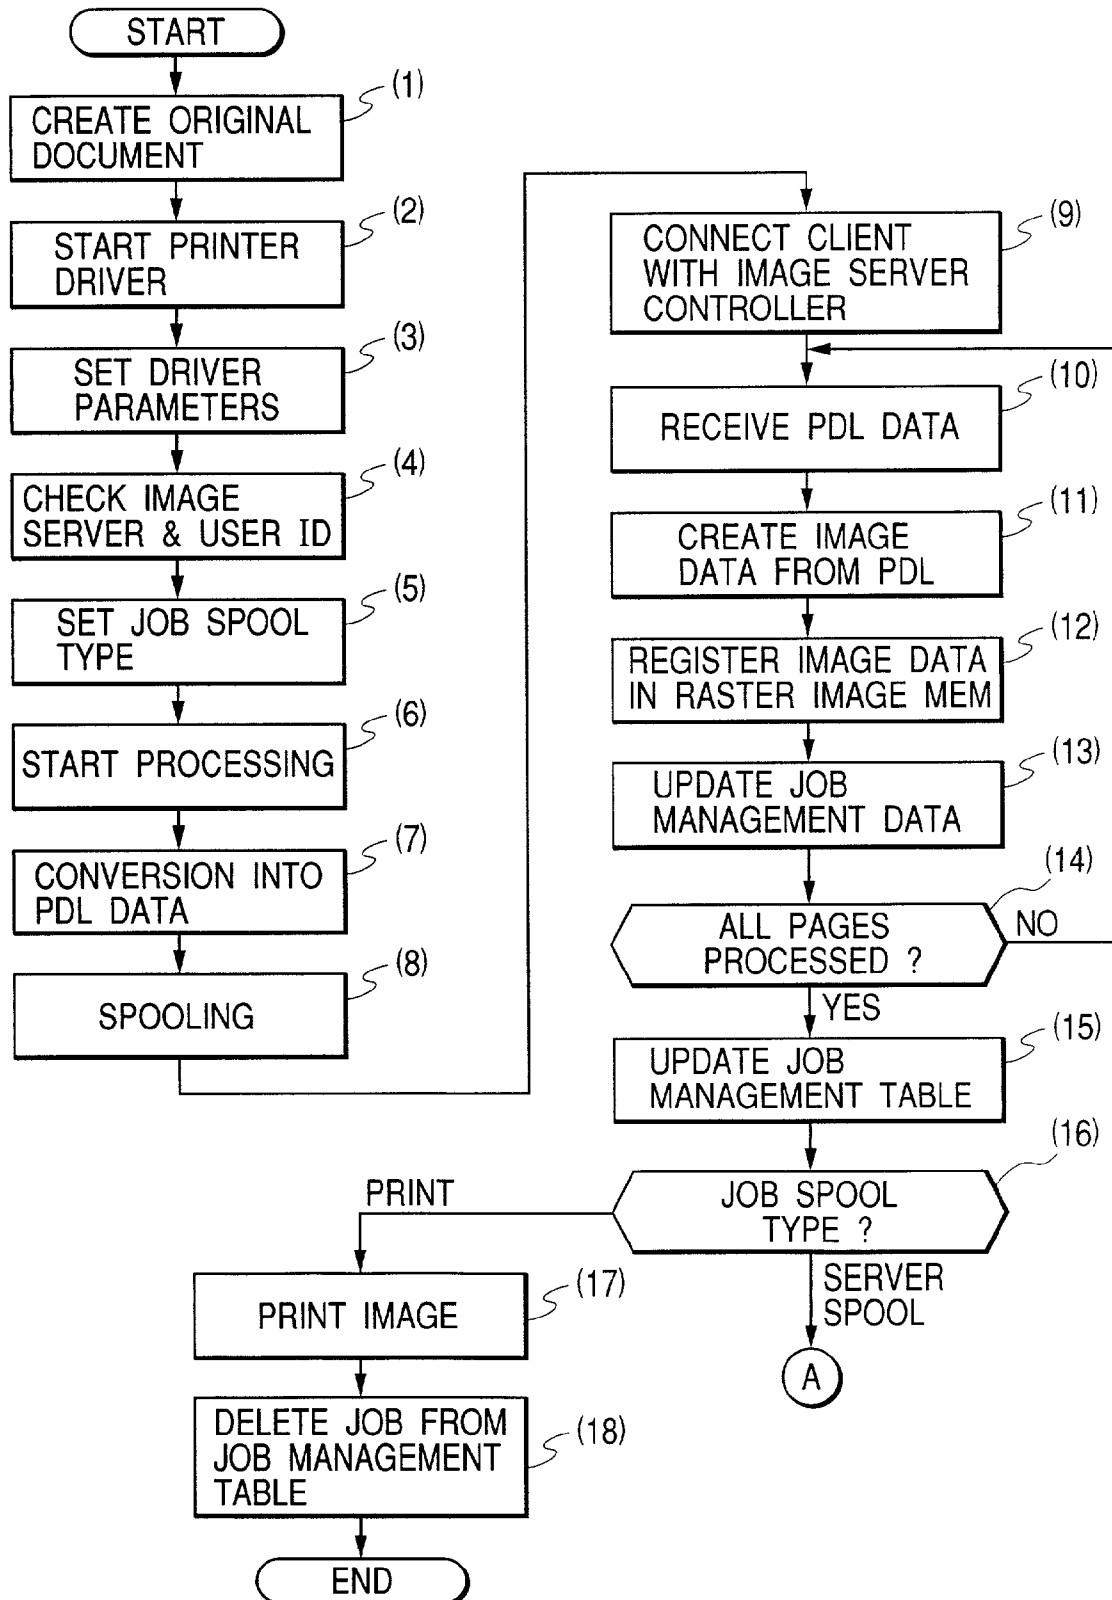 START
(1)
CREATE ORIGINAL
DOCUMENT
(2)
START PRINTER
DRIVER
(3)
SET DRIVER
PARAMETERS
(4)
CHECK IMAGE
SERVER & USER ID
(5)
SET JOB SPOOL
TYPE
(6)
START PROCESSING
(7)
CONVERSION INTO
PDL DATA
(8)
SPOOLING
(9)
CONNECT CLIENT
WITH IMAGE SERVER
CONTROLLER
(10)
RECEIVE PDL DATA
(11)
CREATE IMAGE
DATA FROM PDL
(12)
REGISTER IMAGE DATA
IN RASTER IMAGE MEM
(13)
UPDATE JOB
MANAGEMENT DATA
(14)
ALL PAGES
PROCESSED ?
NO
YES
(15)
UPDATE JOB
MANAGEMENT TABLE
(16)
JOB SPOOL
TYPE ?
PRINT
SERVER
SPOOL
A
(17)
PRINT IMAGE
(18)
DELETE JOB FROM
JOB MANAGEMENT
TABLE
END